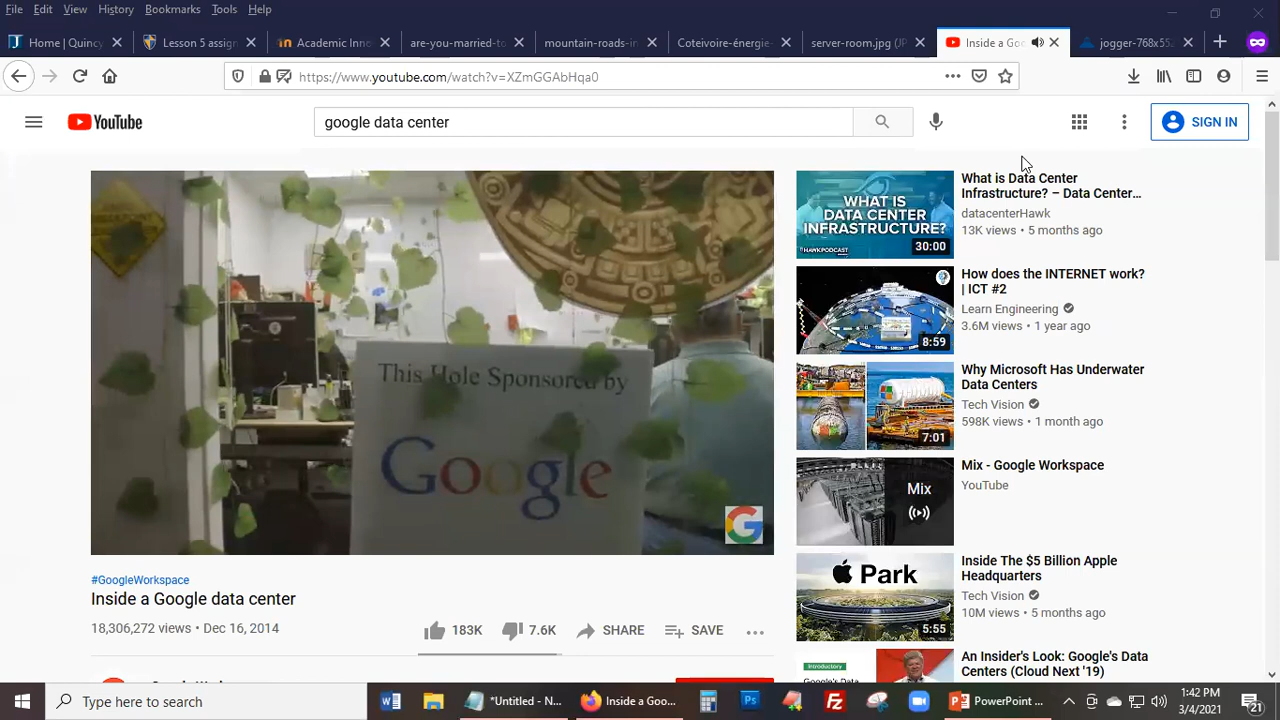 File Edit View History Bookmarks Tools Help
Home | Quincy
Lesson 5 assign
Academic Inn
are-you-married-to
mountain-roads-in
Coteivoire-énergie-
server-room.jpg (JP
Inside a Goo
jogger-768x55
https://www.youtube.com/watch?v=XZmGGAbHqa0
YouTube
google data center
SIGN IN
This Hole Sponsored by
Google
#GoogleWorkspace
Inside a Google data center
18,306,272 views • Dec 16, 2014
183K
7.6K
SHARE
SAVE
What is Data Center
Infrastructure? – Data Center...
datacenterHawk
13K views • 5 months ago
WHAT IS
DATA CENTER
INFRASTRUCTURE?
HAWKPODCAST
30:00
How does the INTERNET work?
| ICT #2
Learn Engineering
3.6M views • 1 year ago
8:59
Why Microsoft Has Underwater
Data Centers
Tech Vision
598K views • 1 month ago
7:01
Mix - Google Workspace
YouTube
Mix
Inside The $5 Billion Apple
Headquarters
Tech Vision
10M views • 5 months ago
Park
5:55
An Insider's Look: Google's Data
Centers (Cloud Next '19)
Introductory
Google's Data
Type here to search
*Untitled - N...
Inside a Goo...
PowerPoint ...
1:42 PM
3/4/2021
21